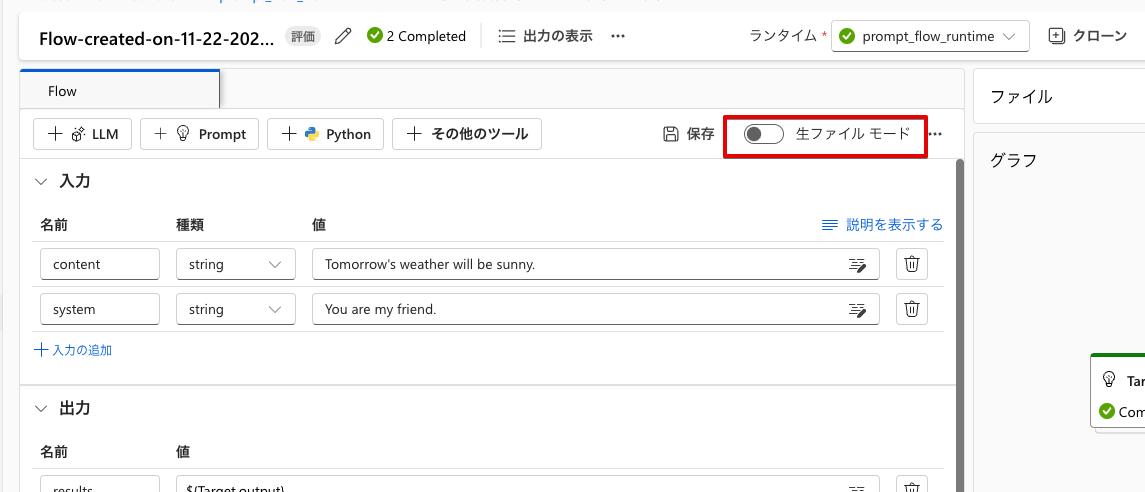 Flow-created-on-11-22-202... 評価 2 Completed 出力の表示 ... ランタイム * prompt_flow_runtime クローン
Flow
ファイル
LLM Prompt Python その他のツール 保存 生ファイル モード ...
グラフ
入力
名前 種類 値 説明を表示する
content string Tomorrow's weather will be sunny.
system string You are my friend.
入力の追加
Tar
Com
出力
名前 値
results ${Target.output}